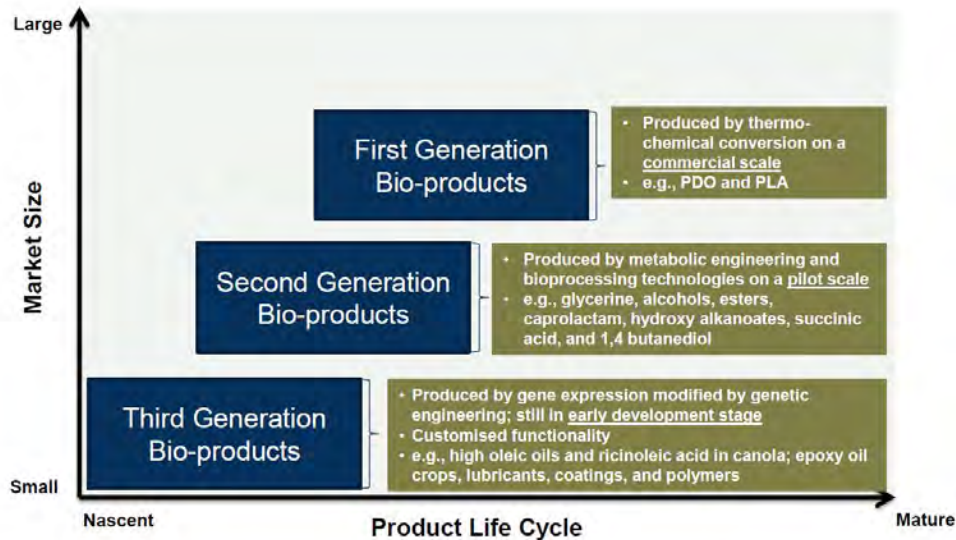 Large
First Generation
Bio-products
• Produced by thermo-
chemical conversion on a
commercial scale
• e.g., PDO and PLA
Market Size
Second Generation
Bio-products
• Produced by metabolic engineering and
bioprocessing technologies on a pilot scale
• e.g., glycerine, alcohols, esters,
caprolactam, hydroxy alkanoates, succinic
acid, and 1,4 butanediol
Third Generation
Bio-products
• Produced by gene expression modified by genetic
engineering; still in early development stage
• Customised functionality
• e.g., high oleic oils and ricinoleic acid in canola; epoxy oil
crops, lubricants, coatings, and polymers
Small
Nascent
Product Life Cycle
Mature